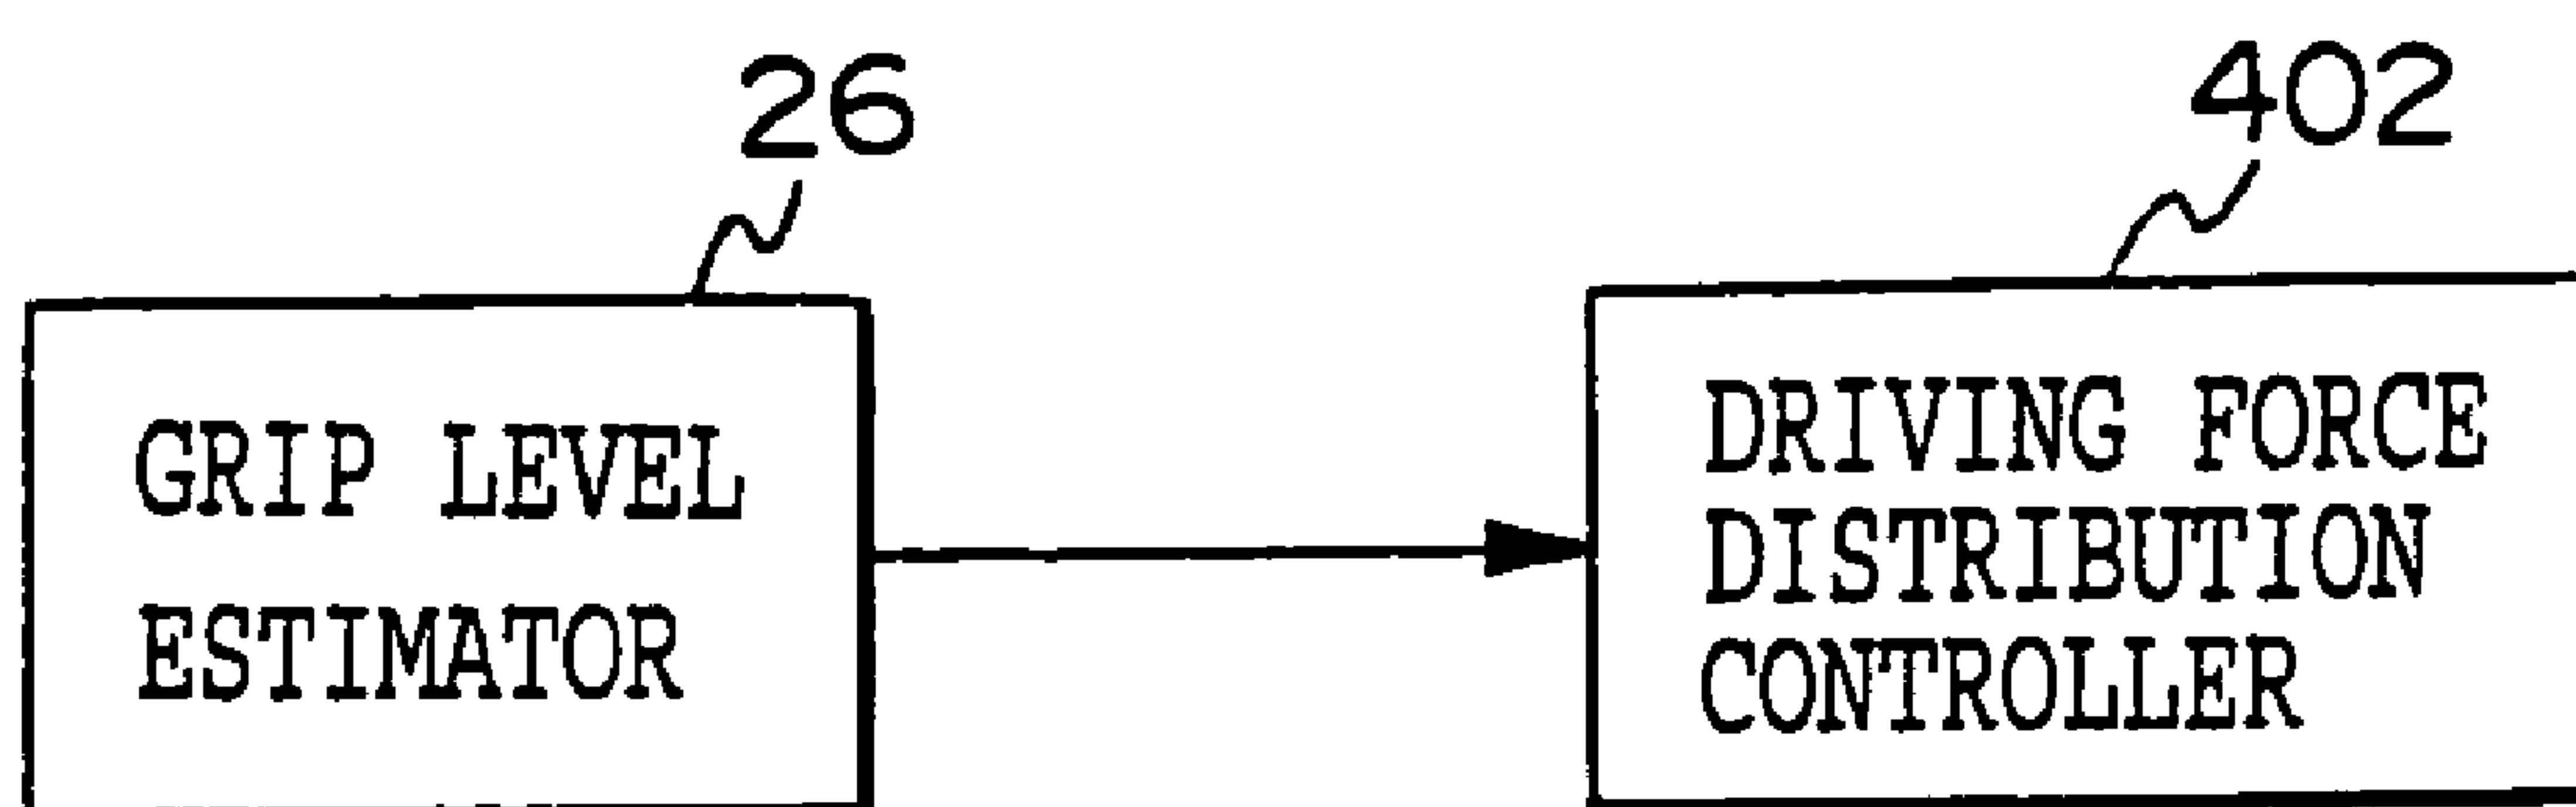 26
402
GRIP LEVEL
ESTIMATOR
DRIVING FORCE
DISTRIBUTION
CONTROLLER